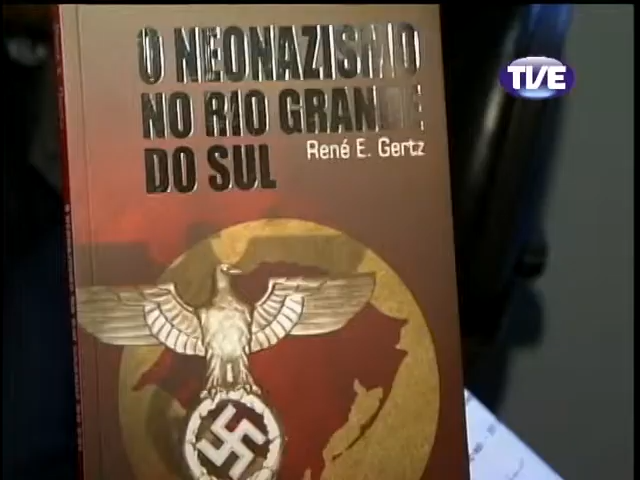 O NEONAZISMO
NO RIO GRANDE
DO SUL
René E. Gertz
TVE